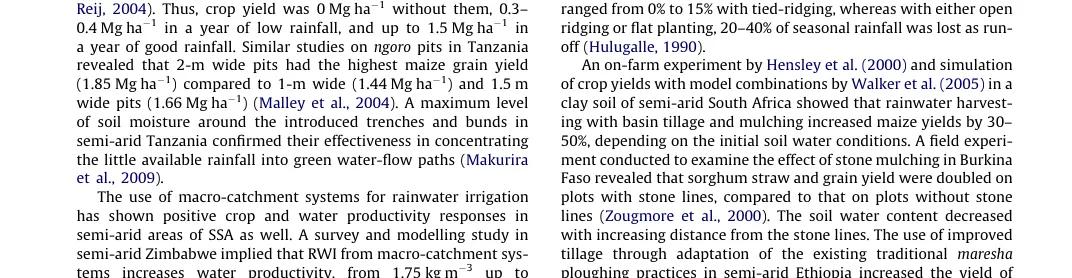 Reij, 2004). Thus, crop yield was 0 Mg ha⁻¹ without them, 0.3–
0.4 Mg ha⁻¹ in a year of low rainfall, and up to 1.5 Mg ha⁻¹ in
a year of good rainfall. Similar studies on ngoro pits in Tanzania
revealed that 2-m wide pits had the highest maize grain yield
(1.85 Mg ha⁻¹) compared to 1-m wide (1.44 Mg ha⁻¹) and 1.5 m
wide pits (1.66 Mg ha⁻¹) (Malley et al., 2004). A maximum level
of soil moisture around the introduced trenches and bunds in
semi-arid Tanzania confirmed their effectiveness in concentrating
the little available rainfall into green water-flow paths (Makurira
et al., 2009).
The use of macro-catchment systems for rainwater irrigation
has shown positive crop and water productivity responses in
semi-arid areas of SSA as well. A survey and modelling study in
semi-arid Zimbabwe implied that RWI from macro-catchment sys-
tems increases water productivity, from 1.75 kg m⁻³ up to
ranged from 0% to 15% with tied-ridging, whereas with either open
ridging or flat planting, 20–40% of seasonal rainfall was lost as run-
off (Hulugalle, 1990).
An on-farm experiment by Hensley et al. (2000) and simulation
of crop yields with model combinations by Walker et al. (2005) in a
clay soil of semi-arid South Africa showed that rainwater harvest-
ing with basin tillage and mulching increased maize yields by 30–
50%, depending on the initial soil water conditions. A field experi-
ment conducted to examine the effect of stone mulching in Burkina
Faso revealed that sorghum straw and grain yield were doubled on
plots with stone lines, compared to that on plots without stone
lines (Zougmore et al., 2000). The soil water content decreased
with increasing distance from the stone lines. The use of improved
tillage through adaptation of the existing traditional maresha
ploughing practices in semi-arid Ethiopia increased the yield of